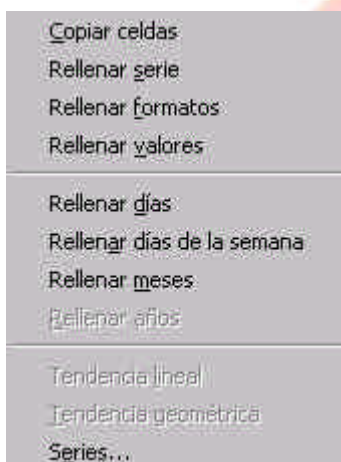 Copiar celdas
Rellenar serie
Rellenar formatos
Rellenar valores
Rellenar días
Rellenar días de la semana
Rellenar meses
Rellenar años
Tendencia lineal
Tendencia geométrica
Series...